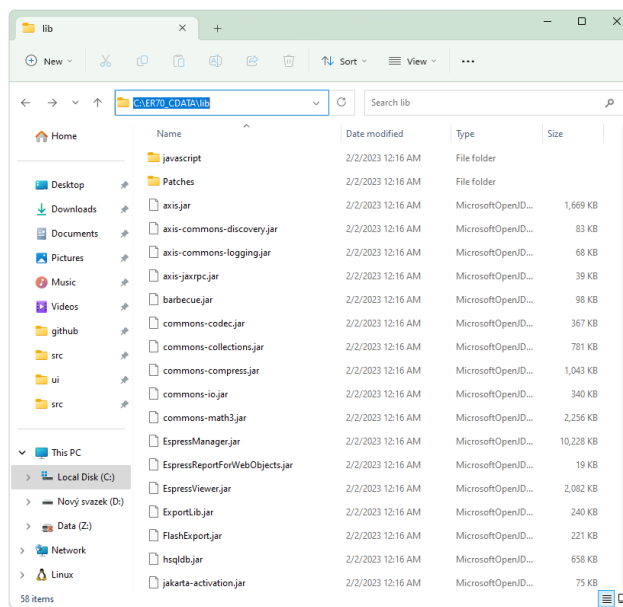 lib
New
Sort
View
C:\ER70_CDATA\lib
Search lib
Home
Desktop
Downloads
Documents
Pictures
Music
Videos
github
src
ui
src
This PC
Local Disk (C:)
Nový svazek (D:)
Data (Z:)
Network
Linux
Name Date modified Type Size
javascript 2/2/2023 12:16 AM File folder
Patches 2/2/2023 12:16 AM File folder
axis.jar 2/2/2023 12:16 AM MicrosoftOpenJD... 1,669 KB
axis-commons-discovery.jar 2/2/2023 12:16 AM MicrosoftOpenJD... 83 KB
axis-commons-logging.jar 2/2/2023 12:16 AM MicrosoftOpenJD... 68 KB
axis-jaxrpc.jar 2/2/2023 12:16 AM MicrosoftOpenJD... 39 KB
barbecue.jar 2/2/2023 12:16 AM MicrosoftOpenJD... 98 KB
commons-codec.jar 2/2/2023 12:16 AM MicrosoftOpenJD... 367 KB
commons-collections.jar 2/2/2023 12:16 AM MicrosoftOpenJD... 781 KB
commons-compress.jar 2/2/2023 12:16 AM MicrosoftOpenJD... 1,043 KB
commons-io.jar 2/2/2023 12:16 AM MicrosoftOpenJD... 340 KB
commons-math3.jar 2/2/2023 12:16 AM MicrosoftOpenJD... 2,256 KB
EspressManager.jar 2/2/2023 12:16 AM MicrosoftOpenJD... 10,228 KB
EspressReportForWebObjects.jar 2/2/2023 12:16 AM MicrosoftOpenJD... 19 KB
EspressViewer.jar 2/2/2023 12:16 AM MicrosoftOpenJD... 2,082 KB
ExportLib.jar 2/2/2023 12:16 AM MicrosoftOpenJD... 240 KB
FlashExport.jar 2/2/2023 12:16 AM MicrosoftOpenJD... 221 KB
hsqldb.jar 2/2/2023 12:16 AM MicrosoftOpenJD... 658 KB
jakarta-activation.jar 2/2/2023 12:16 AM MicrosoftOpenJD... 75 KB
58 items